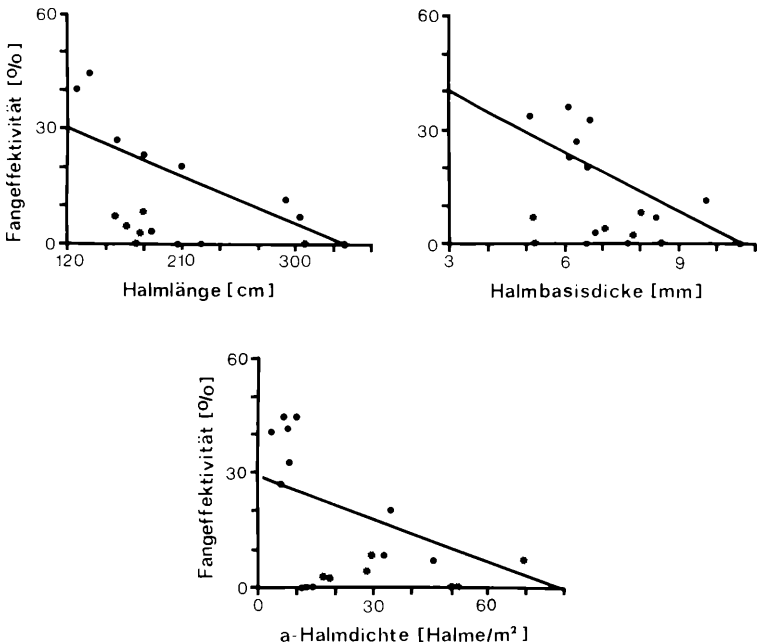 60
30
0
Fangeffektivität [%]
120 210 300
Halmlänge [cm]
60
30
0
3 6 9
Halmbasisdicke [mm]
60
30
0
Fangeffektivität [%]
0 30 60
a-Halmdichte [Halme/m²]